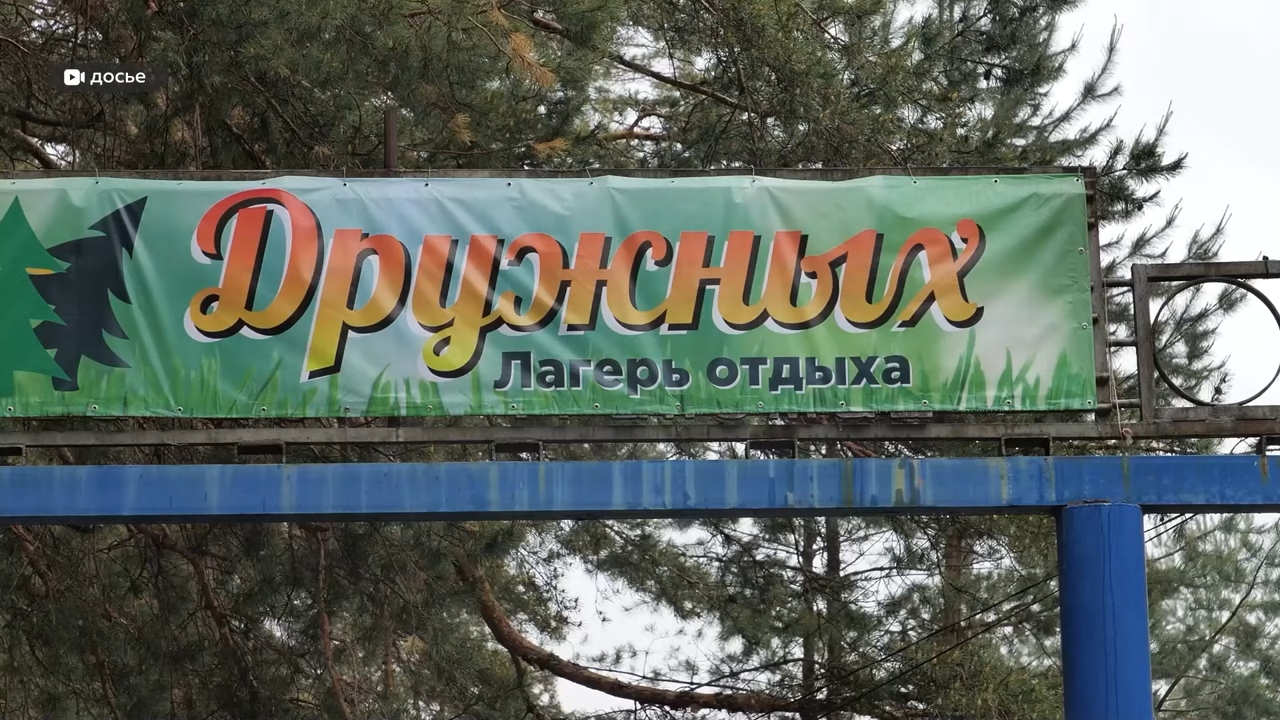 досье
Дружных
Лагерь отдыха